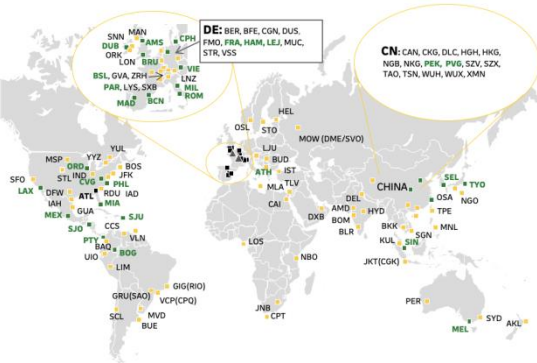 DE: BER, BFE, CGN, DUS,
FMO, FRA, HAM, LEJ, MUC,
STR, VSS
CN: CAN, CKG, DLC, HGH, HKG,
NGB, NKG, PEK, PVG, SZV, SZX,
TAO, TSN, WUH, WUX, XMN
MAN
SNN
AMS
CPH
DUB
ORK
LON
BRU
VIE
BSL, GVA, ZRH
LNZ
PAR, LYS, SXB
MIL
ROM
MAD
BCN
HEL
OSL
STO
MOW (DME/SVO)
LJU
BUD
ATH
IST
MLA
TLV
CAI
YUL
YYZ
MSP
ORD
BOS
STL
IND
JFK
SFO
CVG
PHL
LAX
DFW
ATL
RDU
IAD
IAH
MIA
GUA
MEX
SJU
SJO
CCS
PTY
VLN
BAQ
UIO
BOG
LIM
GIG(RIO)
GRU(SAO)
VCP(CPQ)
SCL
MVD
BUE
LOS
NBO
JNB
CPT
DXB
DEL
AMD
BOM
HYD
BLR
CHINA
SEL
TYO
OSA
NGO
TPE
BKK
MNL
SGN
KUL
SIN
JKT(CGK)
PER
SYD
MEL
AKL